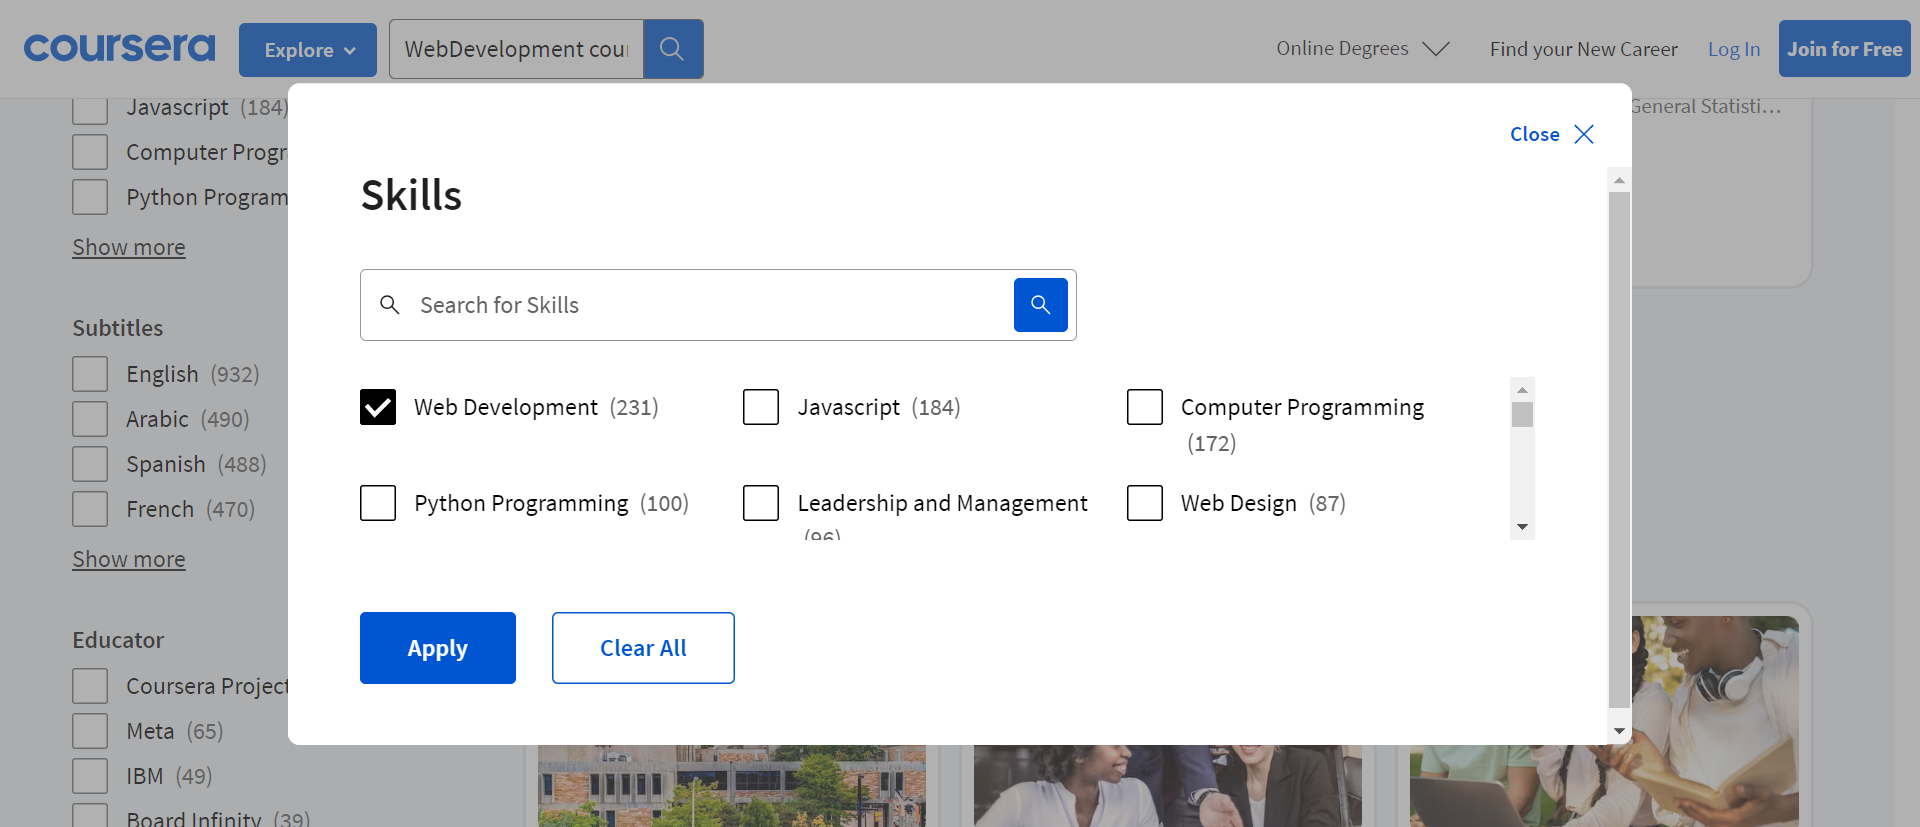 coursera
Explore
WebDevelopment cou
Online Degrees
Find your New Career
Log In
Join for Free
Javascript (184)
Computer Progr
Python Program
Show more
Subtitles
English (932)
Arabic (490)
Spanish (488)
French (470)
Show more
Educator
Coursera Project
Meta (65)
IBM (49)
Board Infinity (39)
General Statisti...
Close
Skills
Search for Skills
Web Development (231)
Javascript (184)
Computer Programming
(172)
Python Programming (100)
Leadership and Management
(96)
Web Design (87)
Apply
Clear All